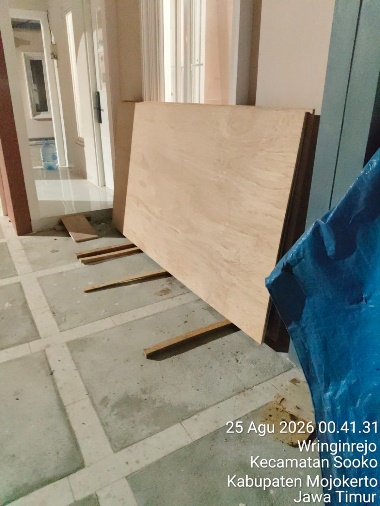 25 Agu 2026 00.41.31
Wringinrejo
Kecamatan Sooko
Kabupaten Mojokerto
Jawa Timur